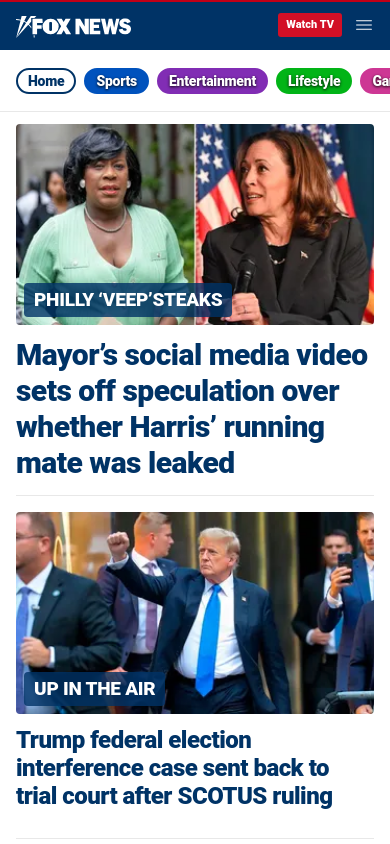 FOX NEWS
Watch TV
Home
Sports
Entertainment
Lifestyle
PHILLY ‘VEEP’STEAKS
Mayor’s social media video
sets off speculation over
whether Harris’ running
mate was leaked
UP IN THE AIR
Trump federal election
interference case sent back to
trial court after SCOTUS ruling